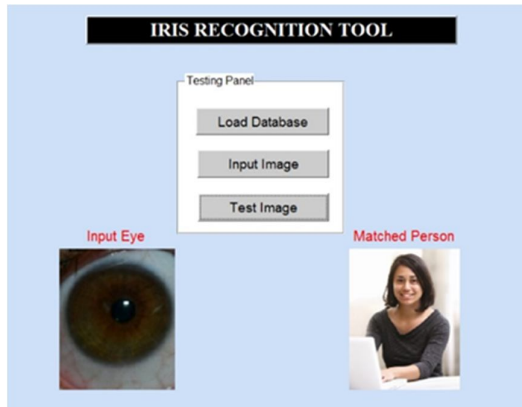 IRIS RECOGNITION TOOL
Testing Panel
Load Database
Input Image
Test Image
Input Eye
Matched Person